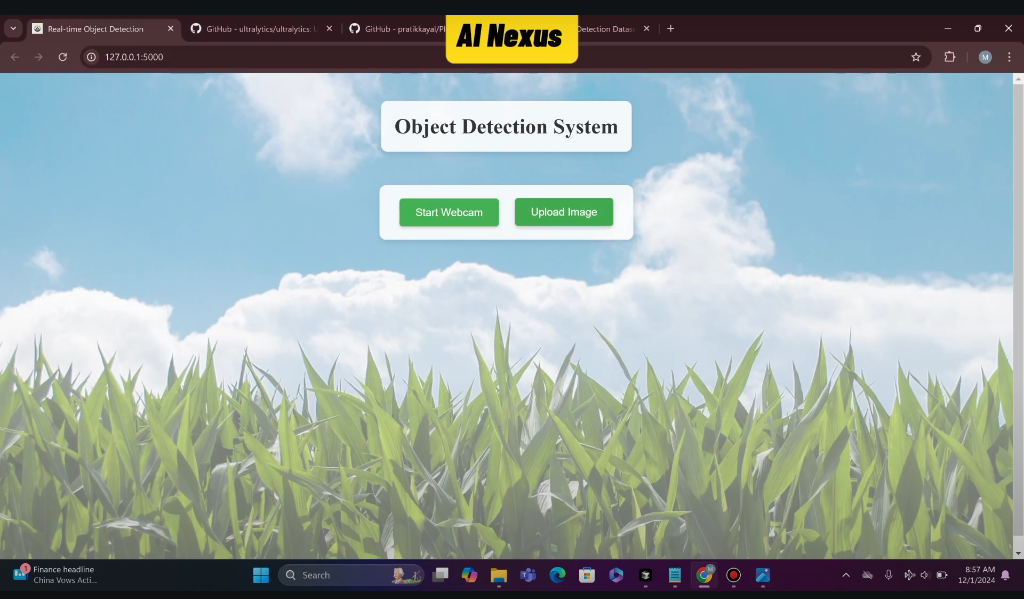 Real-time Object Detection
GitHub - ultralytics/ultralytics:
GitHub - pratikkayal/Pl
Detection Datas
AI Nexus
127.0.0.1:5000
M
Object Detection System
Start Webcam
Upload Image
1
Finance headline
China Vows Acti...
Search
M
8:57 AM
12/1/2024